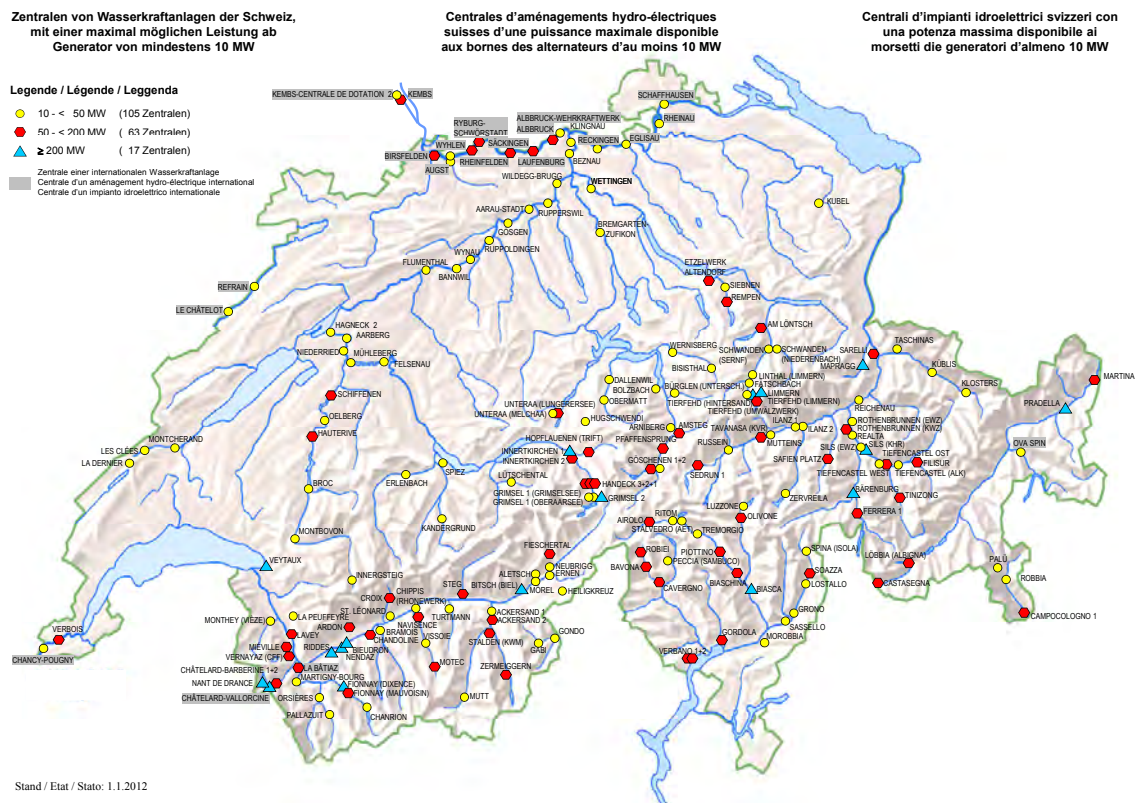 Zentralen von Wasserkraftanlagen der Schweiz,
mit einer maximal möglichen Leistung ab
Generator von mindestens 10 MW
Centrales d’aménagements hydro-électriques
suisses d’une puissance maximale disponible
aux bornes des alternateurs d’au moins 10 MW
Centrali d’impianti idroelettrici svizzeri con
una potenza massima disponibile ai
morsetti die generatori d’almeno 10 MW
Legende / Légende / Leggenda
10 - < 50 MW (105 Zentralen)
50 - < 200 MW ( 63 Zentralen)
≥ 200 MW ( 17 Zentralen)
Zentrale einer internationalen Wasserkraftanlage
Centrale d’un aménagement hydro-électrique international
Centrale d’un impianto idroelettrico internationale
KEMBS-CENTRALE DE DOTATION 2
KEMBS
SCHAFFHAUSEN
RHEINAU
ALBBRUCK-WEHRKRAFTWERK
ALBBRUCK
KLINGNAU
RYBURG-
SCHWÖRSTADT
SÄCKINGEN
RECKINGEN
EGLISAU
WYHLEN
BIRSFELDEN
RHEINFELDEN
LAUFENBURG
BEZNAU
AUGST
WILDEGG-BRUGG
WETTINGEN
KUBEL
AARAU-STADT
RUPPERSWIL
BREMGARTEN-
ZUFIKON
GÖSGEN
RUPPOLDINGEN
WYNAU
FLUMENTHAL
BANNWIL
ETZELWERK
ALTENDORF
SIEBNEN
REMPEN
REFRAIN
LE CHÂTELOT
HAGNECK 2
AARBERG
NIEDERRIED
MÜHLEBERG
FELSENAU
AM LÖNTSCH
WERNISBERG
SCHWANDEN
(SERNF)
SCHWANDEN
(NIEDERENBACH)
SARELLI
MAPRAGG
TASCHINAS
KÜBLIS
KLOSTERS
MARTINA
PRADELLA
BISISTHAL
LINTHAL (LIMMERN)
FÄTSCHBACH
LIMMERN
DALLENWIL
BOLZBACH
BÜRGLEN (UNTERSCH)
OBERMATT
TIERFEHD (HINTERSAND)
TIERFEHD (LIMMERN)
TIERFEHD (UMWÄLZWERK)
SCHIFFENEN
OELBERG
HAUTERIVE
UNTERAA (LUNGERERSEE)
UNTERAA (MELCHAA)
HUGSCHWENDI
ARNIBERG
AMSTEG
TAVANASA (KVR)
ILANZ 1
ILANZ 2
REICHENAU
ROTHENBRUNNEN (EWZ)
ROTHENBRUNNEN (KWZ)
REALTA
MUTTEINS
OVA SPIN
MONTCHERAND
LES CLÉES
LA DERNIER
HOPFLAUENEN (TRIFT)
PFAFFENSPRUNG
RUSSEIN
SILS (KHR)
SILS (EWZ)
INNERTKIRCHEN 1
INNERTKIRCHEN 2
GÖSCHENEN 1+2
SEDRUN 1
SAFIEN PLATZ
TIEFENCASTEL OST
FILISUR
TIEFENCASTEL WEST
TIEFENCASTEL (ALK)
SPIEZ
ERLENBACH
LÜTSCHENTAL
BROC
HANDECK 3+2+1
GRIMSEL 1 (GRIMSELSEE)
GRIMSEL 1 (OBERAARSEE)
GRIMSEL 2
ZERVREILA
BÄRENBURG
TINIZONG
LUZZONE
OLIVONE
FERRERA 1
KANDERGRUND
MONTBOVON
AIROLO
RITOM
STALVEDRO (AET)
TREMORGIO
FIESCHERTAL
ROBIEI
PIOTTINO
PECCIA (SAMBUCO)
BAVONA
SPINA (ISOLA)
LÖBBIA (ALBIGNA)
PALÜ
ROBBIA
VEYTAUX
INNERGSTEIG
NEUBRIGG
ALETSCH
ERNEN
STEG
BITSCH (BIEL)
MÖREL
HEILIGKREUZ
BIASCHINA
BIASCA
CAVERGNO
SOAZZA
LOSTALLO
CASTASEGNA
CAMPOCOLOGNO 1
CHIPPIS
(RHONEWERK)
CROIX
ST. LÉONARD
NAVISENCE
TURTMANN
ACKERSAND 1
ACKERSAND 2
GRONO
SASSELLO
MOROBBIA
VERBOIS
CHANCY-POUGNY
MONTHEY (VIÈZE)
LA PEUFFEYRE
LAVEY
ARDON
BRAMOIS
CHANDOLINE
VISSOIE
STALDEN (KWM)
GONDO
GABI
GORDOLA
VERBANO 1+2
MIÉVILLE
VERNAYAZ (CFF)
RIDDES
BIEUDRON
NENDAZ
MOTEC
ZERMEIGGERN
CHÂTELARD-BARBERINE 1+2
LA BÂTIAZ
NANT DE DRANCE
MARTIGNY-BOURG
FIONNAY (DIXENCE)
FIONNAY (MAUVOISIN)
CHÂTELARD-VALLORCINE
ORSIÈRES
PALLAZUIT
CHANRION
MUTT
Stand / Etat / Stato: 1.1.2012